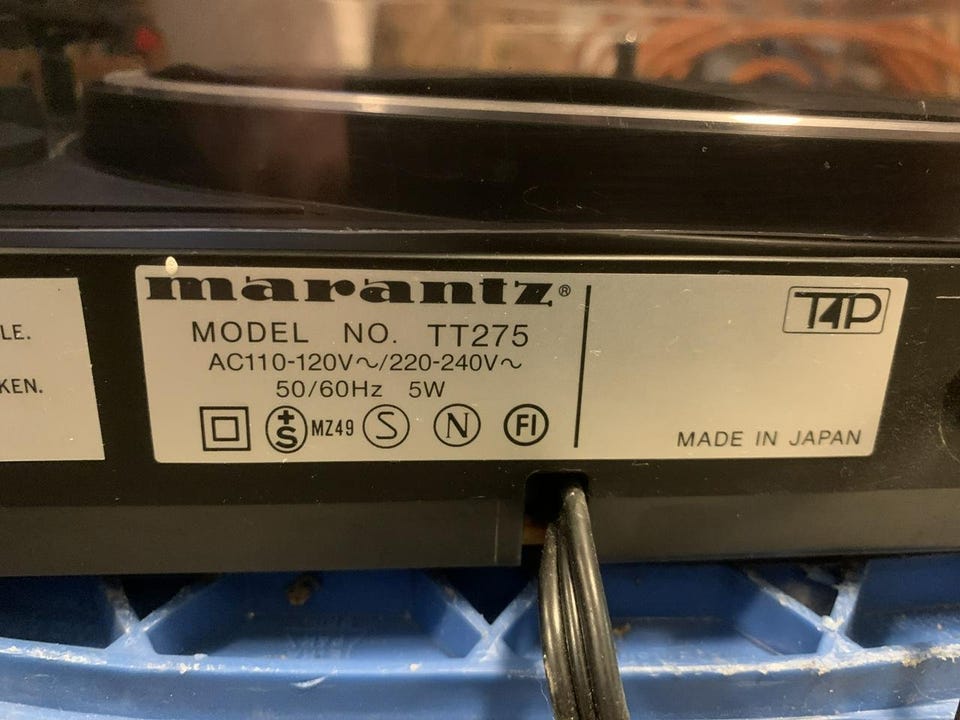 LE.
KEN.
marantz®
MODEL NO. TT275
AC110-120V~/220-240V~
50/60Hz 5W
+S MZ49 S N FI
T4P
MADE IN JAPAN